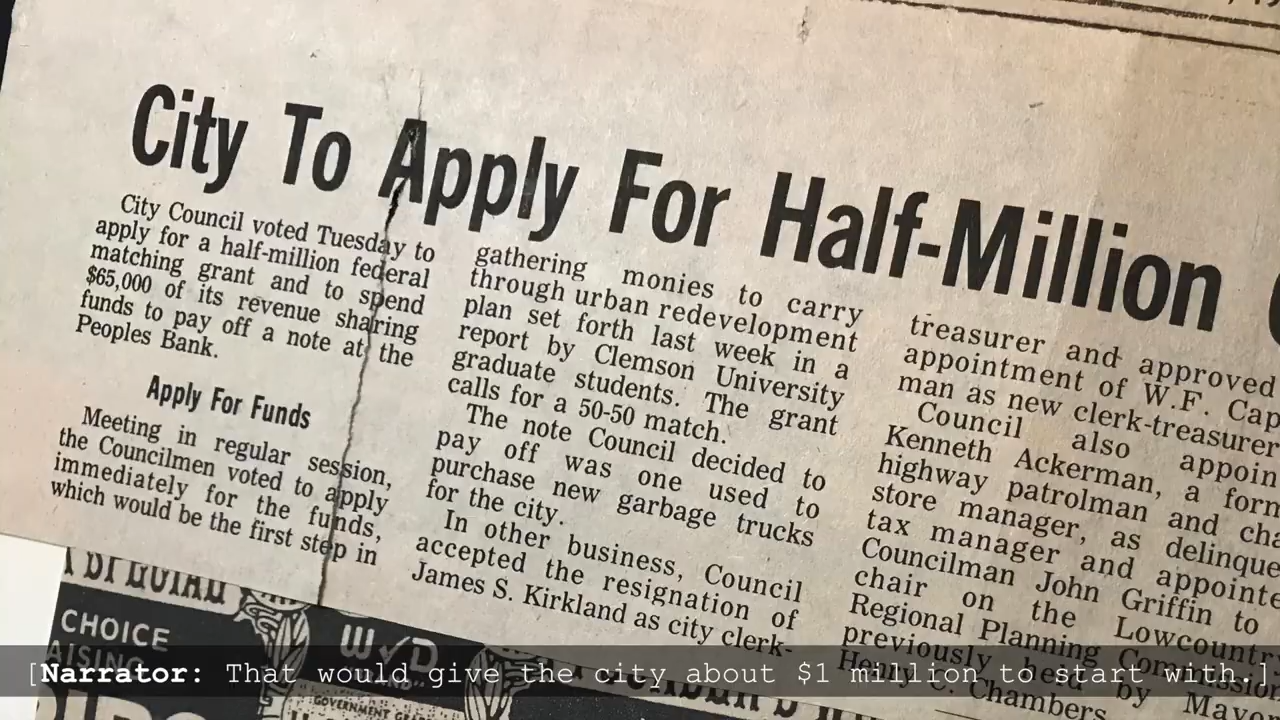 City To Apply For Half-Million
City Council voted Tuesday to
apply for a half-million federal
matching grant and to spend
$65,000 of its revenue sharing
funds to pay off a note at the
Peoples Bank.
Apply For Funds
Meeting in regular session,
the Councilmen voted to apply
immediately for the funds,
which would be the first step in
gathering monies to carry
through urban redevelopment
plan set forth last week in a
report by Clemson University
graduate students. The grant
calls for a 50-50 match.
The note Council decided to
pay off was one used to
purchase new garbage trucks
for the city.
In other business, Council
accepted the resignation of
James S. Kirkland as city clerk-
treasurer and approved
appointment of W.F. Cap
man as new clerk-treasurer
Council also appoin
Kenneth Ackerman, a form
highway patrolman and cha
store manager, as delinque
tax manager and appointe
Councilman John Griffin to
chair on the Lowcountr
Regional Planning Commission
previously held by Mayo
Henry C. Chambers.
CHOICE
AISING
W D
GOVERNMENT GRA
[Narrator: That would give the city about $1 million to start with.]